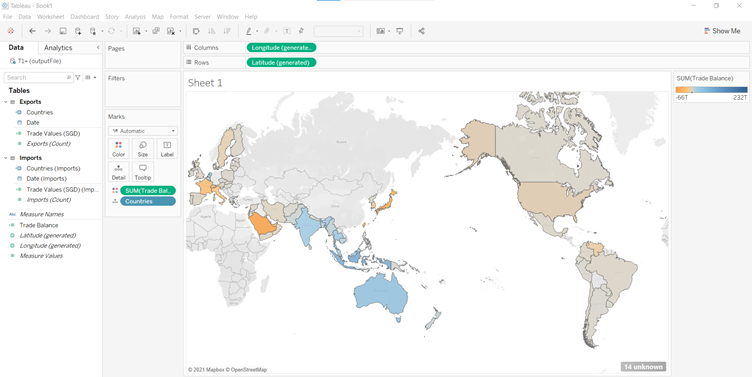 Tableau - Book1
File Data Worksheet Dashboard Story Analysis Map Format Server Window Help
Show Me
Data Analytics
T1+ (outputFile)
Search
Tables
Exports
Countries
Date
Trade Values (SGD)
Exports (Count)
Imports
Countries (Imports)
Date (Imports)
Trade Values (SGD) (Imp...
Imports (Count)
Abc Measure Names
Trade Balance
Latitude (generated)
Longitude (generated)
Measure Values
Pages
Filters
Marks
Automatic
Color Size Label
Detail Tooltip
SUM(Trade Bal..
Countries
Columns Longitude (generate..
Rows Latitude (generated)
Sheet 1
© 2021 Mapbox © OpenStreetMap
14 unknown
SUM(Trade Balance)
-66T 232T